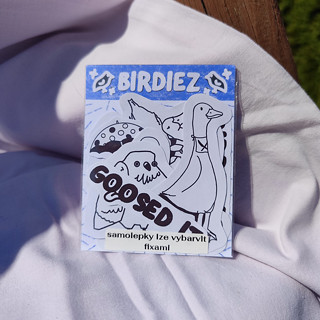 BIRDIEZ
GOOSED IT
samolepky lze vybarvit
fixami